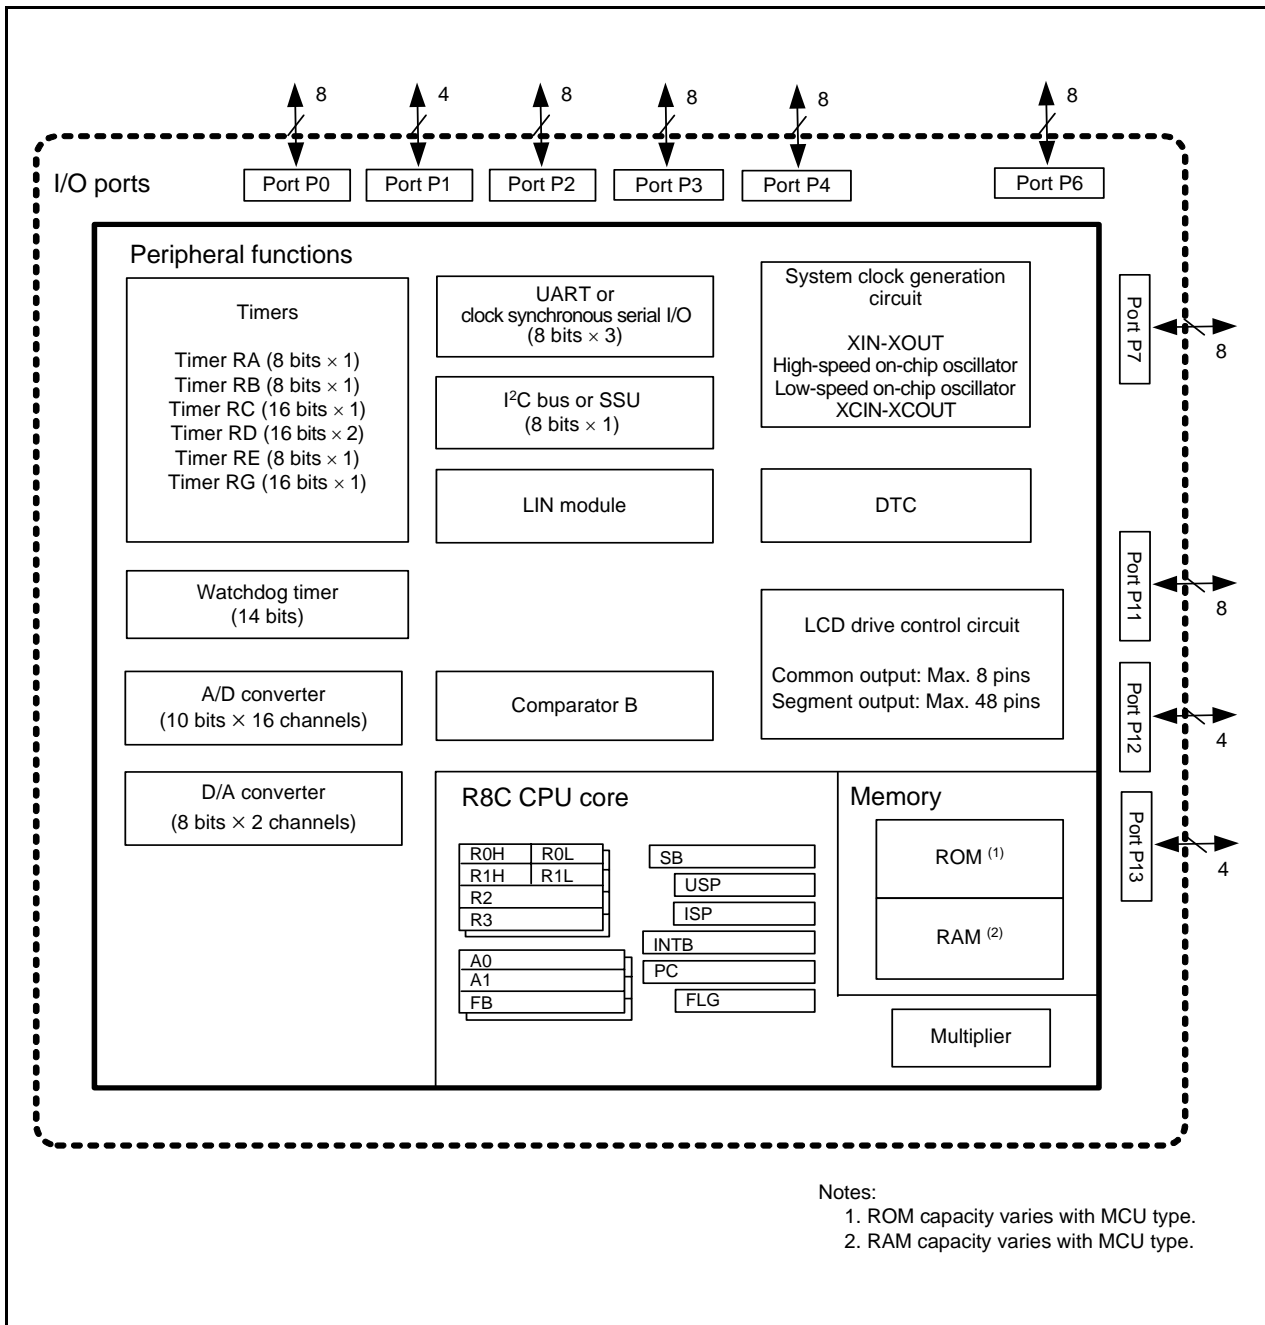 8 4 8 8 8 8
I/O ports
Port P0
Port P1
Port P2
Port P3
Port P4
Port P6
Peripheral functions
Timers
Timer RA (8 bits × 1)
Timer RB (8 bits × 1)
Timer RC (16 bits × 1)
Timer RD (16 bits × 2)
Timer RE (8 bits × 1)
Timer RG (16 bits × 1)
UART or
clock synchronous serial I/O
(8 bits × 3)
I²C bus or SSU
(8 bits × 1)
LIN module
System clock generation
circuit
XIN-XOUT
High-speed on-chip oscillator
Low-speed on-chip oscillator
XCIN-XCOUT
DTC
Port P7
8
Watchdog timer
(14 bits)
LCD drive control circuit
Common output: Max. 8 pins
Segment output: Max. 48 pins
Port P11
8
A/D converter
(10 bits × 16 channels)
Comparator B
Port P12
4
D/A converter
(8 bits × 2 channels)
R8C CPU core
R0H R0L
R1H R1L
R2
R3
A0
A1
FB
SB
USP
ISP
INTB
PC
FLG
Memory
ROM (1)
RAM (2)
Multiplier
Port P13
4
Notes:
1. ROM capacity varies with MCU type.
2. RAM capacity varies with MCU type.